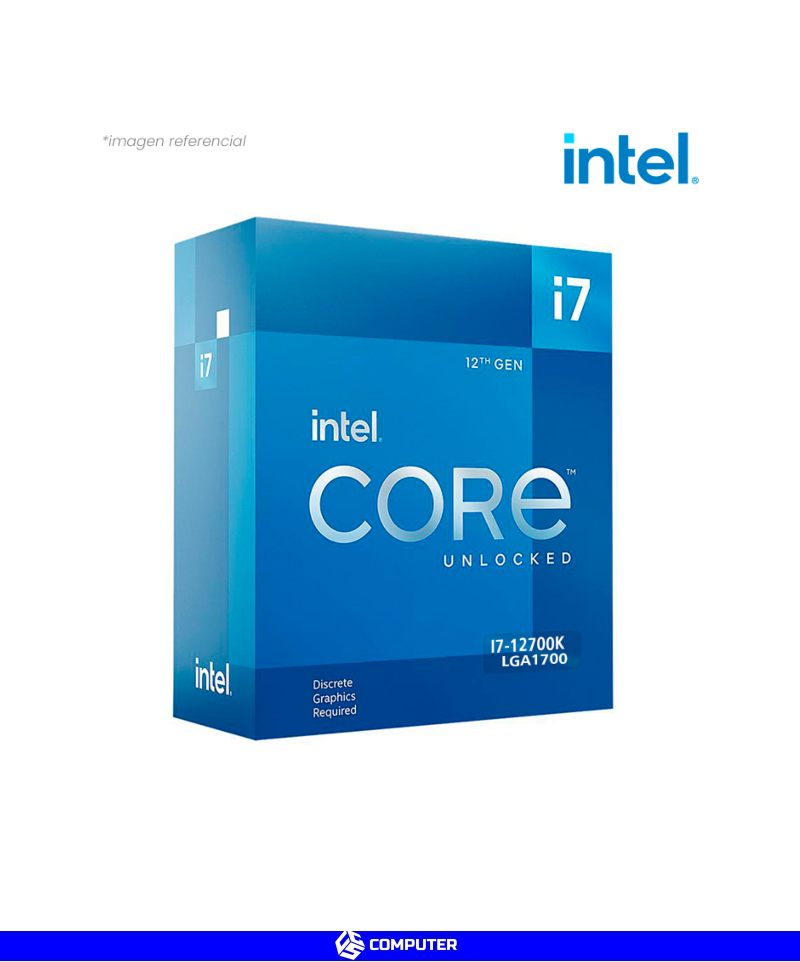 *imagen referencial
intel®
i7
i7
12TH GEN
intel.
CORE™
UNLOCKED
I7-12700K
LGA1700
intel.
Discrete
Graphics
Required
COMPUTER